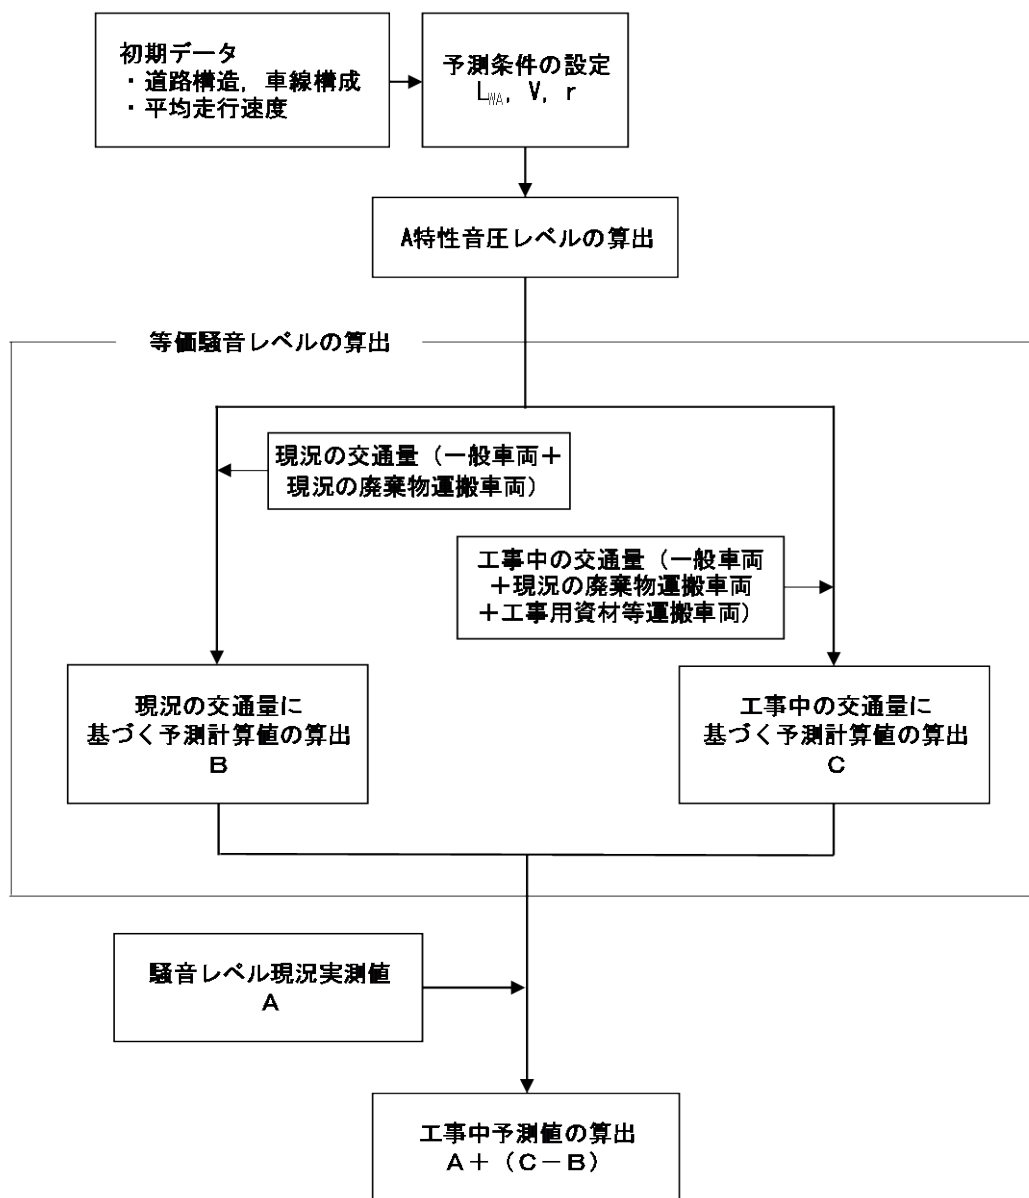 初期データ
・道路構造，車線構成
・平均走行速度
予測条件の設定
LWA，V，r
A特性音圧レベルの算出
等価騒音レベルの算出
現況の交通量（一般車両＋
現況の廃棄物運搬車両）
工事中の交通量（一般車両
＋現況の廃棄物運搬車両
＋工事用資材等運搬車両）
現況の交通量に
基づく予測計算値の算出
B
工事中の交通量に
基づく予測計算値の算出
C
騒音レベル現況実測値
A
工事中予測値の算出
A＋（C－B）